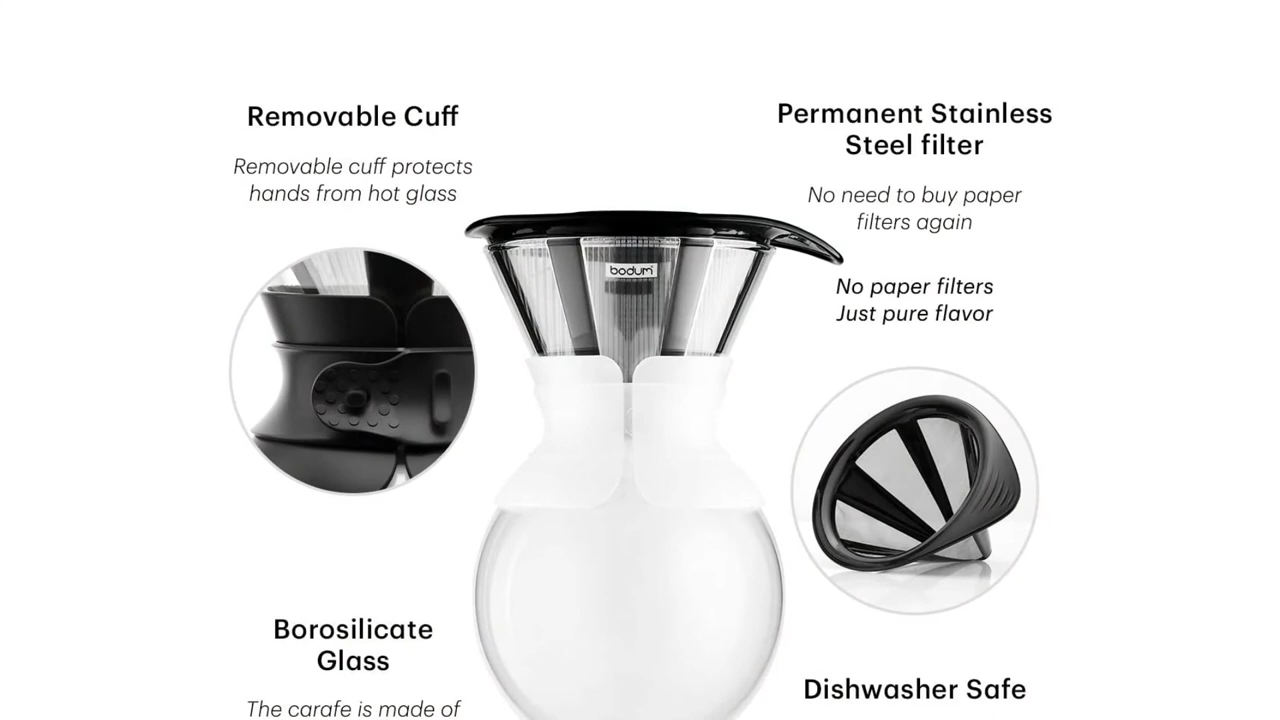 Removable Cuff
Removable cuff protects
hands from hot glass
Permanent Stainless
Steel filter
No need to buy paper
filters again
No paper filters
Just pure flavor
bodum
Borosilicate
Glass
The carafe is made of
Dishwasher Safe